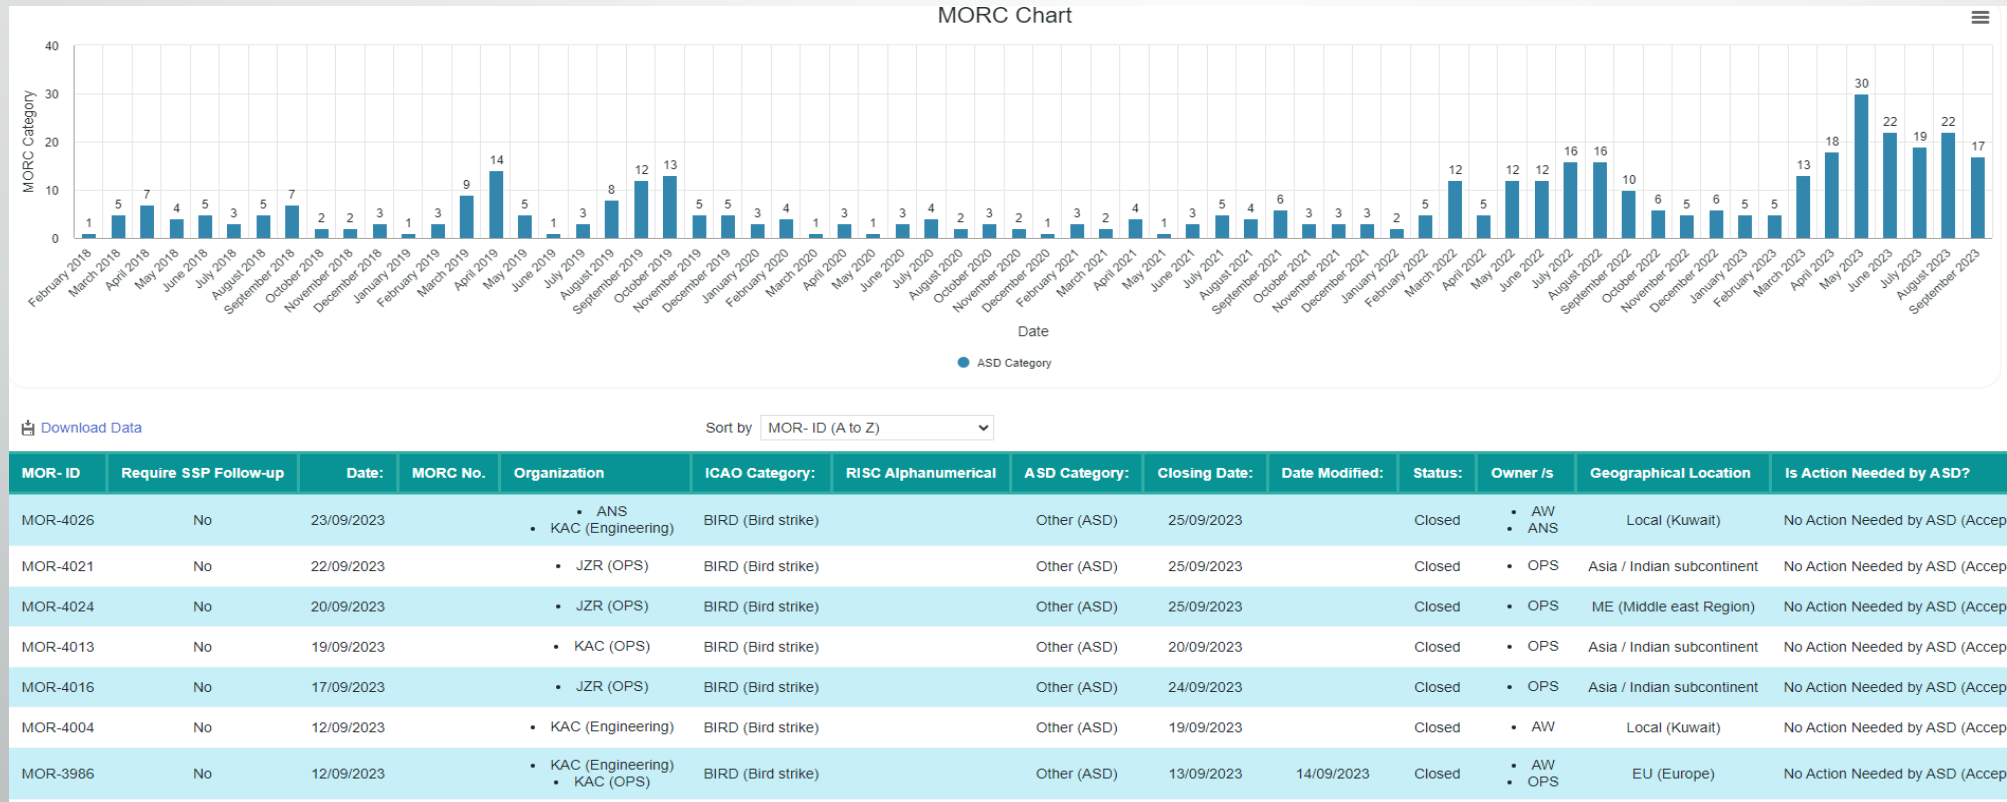 MORC Chart
MORC Category
40
30
20
10
0
1 5 7 4 5 3 5 7 2 2 3 1 3 9 14 5 1 3 8 12 13 5 5 3 4 1 3 1 3 4 2 3 2 1 3 2 4 1 3 5 4 6 3 3 3 2 5 12 5 12 12 16 16 10 6 5 6 5 5 13 18 30 22 19 22 17
February 2018
March 2018
April 2018
May 2018
June 2018
July 2018
August 2018
September 2018
October 2018
November 2018
December 2018
January 2019
February 2019
March 2019
April 2019
May 2019
June 2019
July 2019
August 2019
September 2019
October 2019
November 2019
December 2019
January 2020
February 2020
March 2020
April 2020
May 2020
June 2020
July 2020
August 2020
October 2020
November 2020
December 2020
February 2021
March 2021
April 2021
May 2021
June 2021
July 2021
August 2021
September 2021
October 2021
November 2021
December 2021
January 2022
February 2022
March 2022
April 2022
May 2022
June 2022
July 2022
August 2022
September 2022
October 2022
November 2022
December 2022
January 2023
February 2023
March 2023
April 2023
May 2023
June 2023
July 2023
August 2023
September 2023
Date
ASD Category
Download Data
Sort by MOR- ID (A to Z)
MOR- ID Require SSP Follow-up Date: MORC No. Organization ICAO Category: RISC Alphanumerical ASD Category: Closing Date: Date Modified: Status: Owner /s Geographical Location Is Action Needed by ASD?
MOR-4026 No 23/09/2023 • ANS • KAC (Engineering) BIRD (Bird strike) Other (ASD) 25/09/2023 Closed • AW • ANS Local (Kuwait) No Action Needed by ASD (Accep
MOR-4021 No 22/09/2023 • JZR (OPS) BIRD (Bird strike) Other (ASD) 25/09/2023 Closed • OPS Asia / Indian subcontinent No Action Needed by ASD (Accep
MOR-4024 No 20/09/2023 • JZR (OPS) BIRD (Bird strike) Other (ASD) 25/09/2023 Closed • OPS ME (Middle east Region) No Action Needed by ASD (Accep
MOR-4013 No 19/09/2023 • KAC (OPS) BIRD (Bird strike) Other (ASD) 20/09/2023 Closed • OPS Asia / Indian subcontinent No Action Needed by ASD (Accep
MOR-4016 No 17/09/2023 • JZR (OPS) BIRD (Bird strike) Other (ASD) 24/09/2023 Closed • OPS Asia / Indian subcontinent No Action Needed by ASD (Accep
MOR-4004 No 12/09/2023 • KAC (Engineering) BIRD (Bird strike) Other (ASD) 19/09/2023 Closed • AW Local (Kuwait) No Action Needed by ASD (Accep
MOR-3986 No 12/09/2023 • KAC (Engineering) • KAC (OPS) BIRD (Bird strike) Other (ASD) 13/09/2023 14/09/2023 Closed • AW • OPS EU (Europe) No Action Needed by ASD (Accep